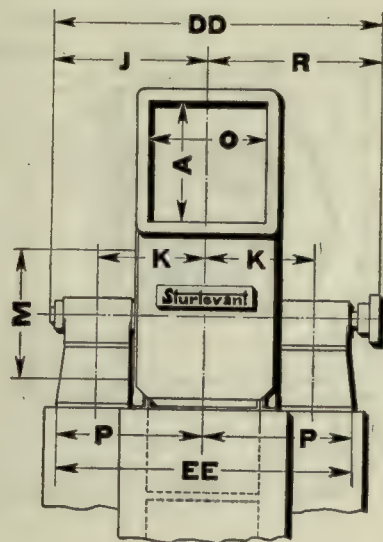 DD
J R
A O
K K
M
Sturtevant
P P
EE